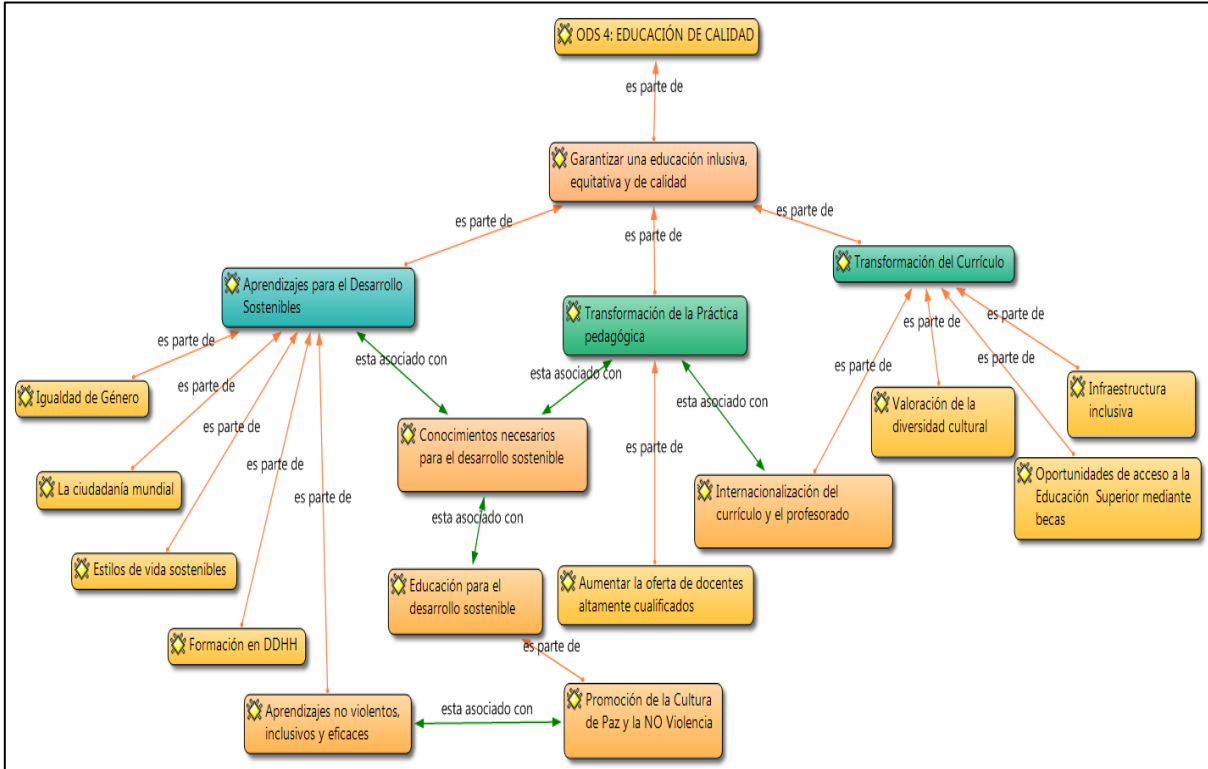 ODS 4: EDUCACIÓN DE CALIDAD
es parte de
Garantizar una educación inlusiva,
equitativa y de calidad
es parte de
es parte de
es parte de
Aprendizajes para el Desarrollo
Sostenibles
Transformación de la Práctica
pedagógica
Transformación del Currículo
es parte de
es parte de
es parte de
es parte de
es parte de
esta asociado con
esta asociado con
esta asociado con
es parte de
es parte de
es parte de
es parte de
es parte de
Igualdad de Género
La ciudadanía mundial
Estilos de vida sostenibles
Formación en DDHH
Aprendizajes no violentos,
inclusivos y eficaces
Conocimientos necesarios
para el desarrollo sostenible
esta asociado con
Educación para el
desarrollo sostenible
es parte de
esta asociado con
Promoción de la Cultura
de Paz y la NO Violencia
Aumentar la oferta de docentes
altamente cualificados
Internacionalización del
currículo y el profesorado
Valoración de la
diversidad cultural
Oportunidades de acceso a la
Educación Superior mediante
becas
Infraestructura
inclusiva